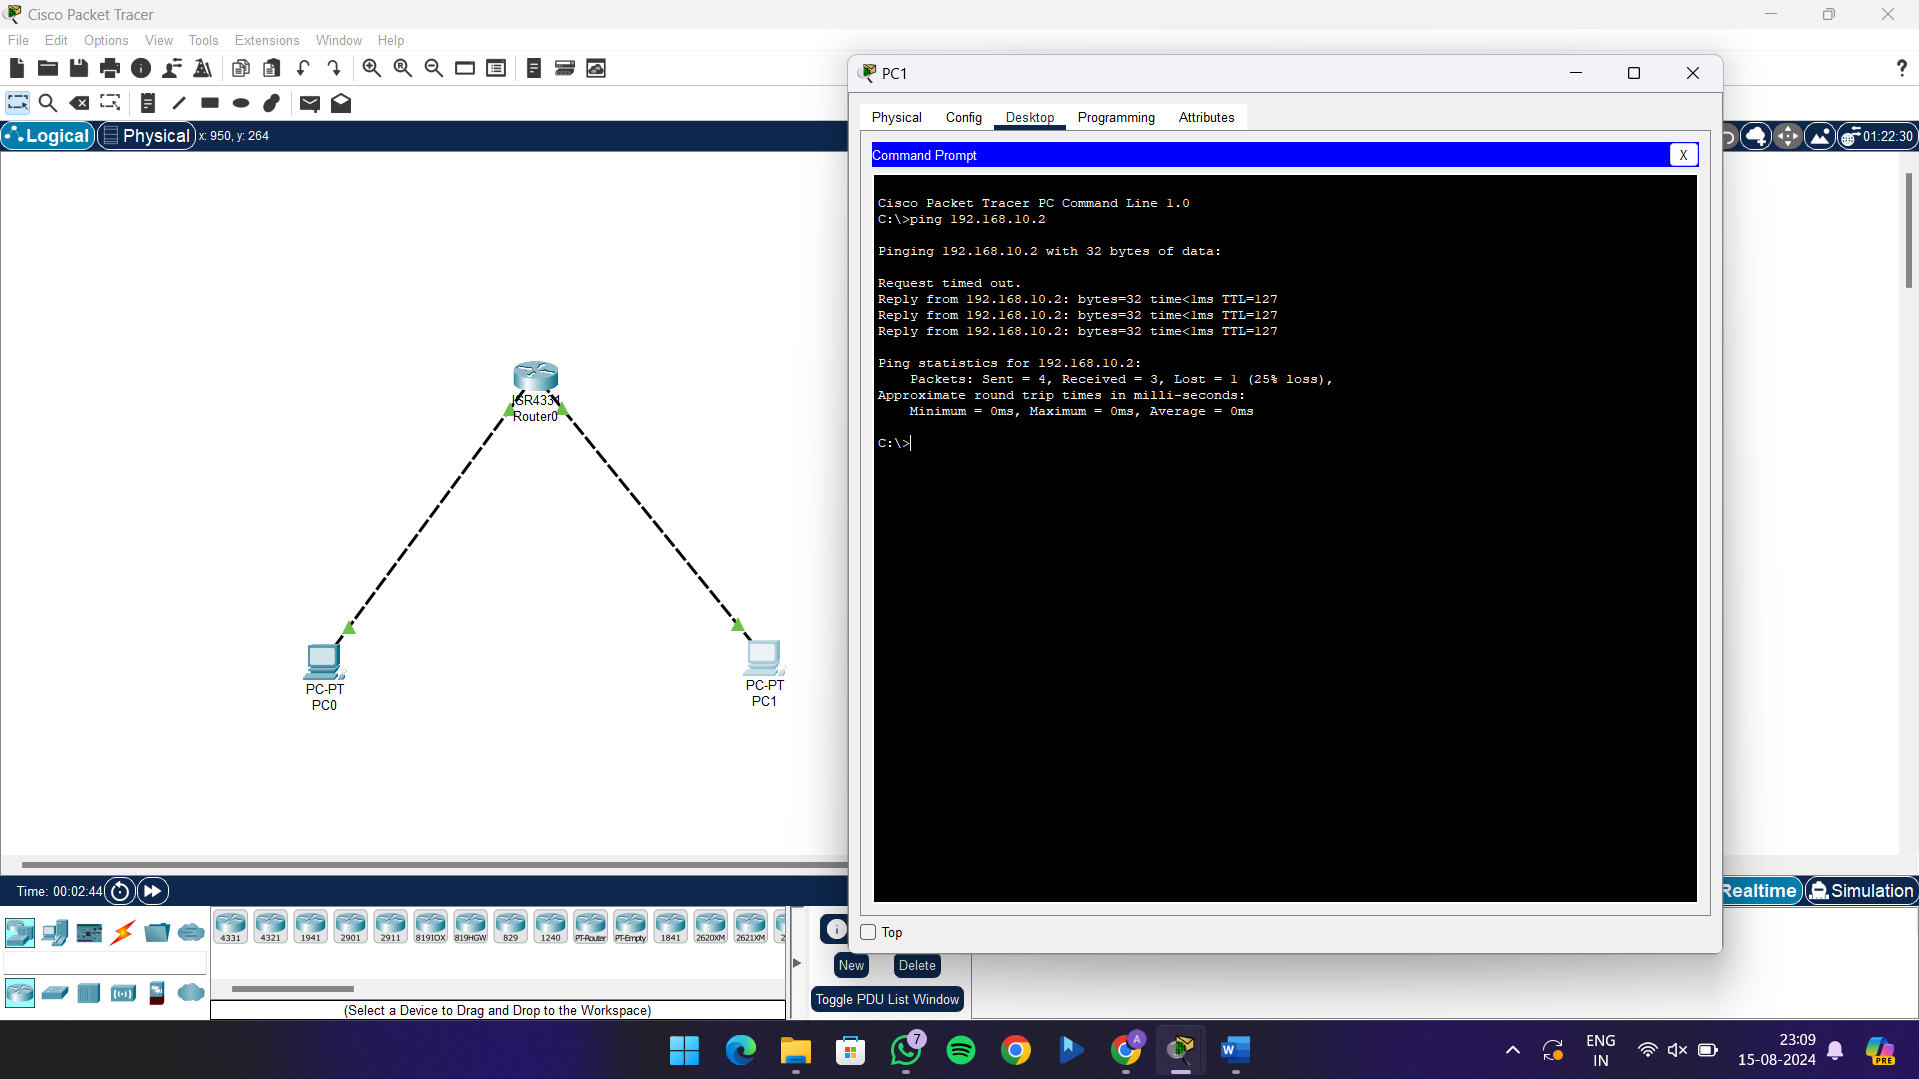 Cisco Packet Tracer
File Edit Options View Tools Extensions Window Help
Logical Physical x: 950, y: 264
01:22:30
ISR4331
Router0
PC-PT
PC0
PC-PT
PC1
PC1
Physical Config Desktop Programming Attributes
Command Prompt X
Cisco Packet Tracer PC Command Line 1.0
C:\>ping 192.168.10.2
Pinging 192.168.10.2 with 32 bytes of data:
Request timed out.
Reply from 192.168.10.2: bytes=32 time<1ms TTL=127
Reply from 192.168.10.2: bytes=32 time<1ms TTL=127
Reply from 192.168.10.2: bytes=32 time<1ms TTL=127
Ping statistics for 192.168.10.2:
Packets: Sent = 4, Received = 3, Lost = 1 (25% loss),
Approximate round trip times in milli-seconds:
Minimum = 0ms, Maximum = 0ms, Average = 0ms
C:\>
Top
Time: 00:02:44
Realtime Simulation
4331 4321 1941 2901 2911 819IOX 819HGW 829 1240 PT-Router PT-Empty 1841 2620XM 2621XM 2
(Select a Device to Drag and Drop to the Workspace)
New Delete
Toggle PDU List Window
7
A
PRE
ENG
IN
23:09
15-08-2024